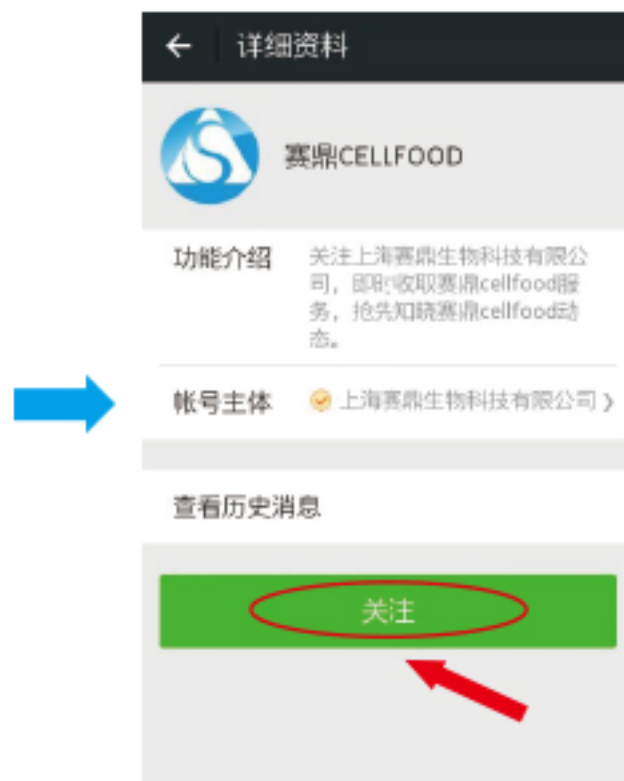 详细资料
赛鼎CELLFOOD
功能介绍
关注上海赛鼎生物科技有限公
司，即时收取赛鼎cellfood服
务，抢先知晓赛鼎cellfood动
态。
帐号主体
上海赛鼎生物科技有限公司
查看历史消息
关注